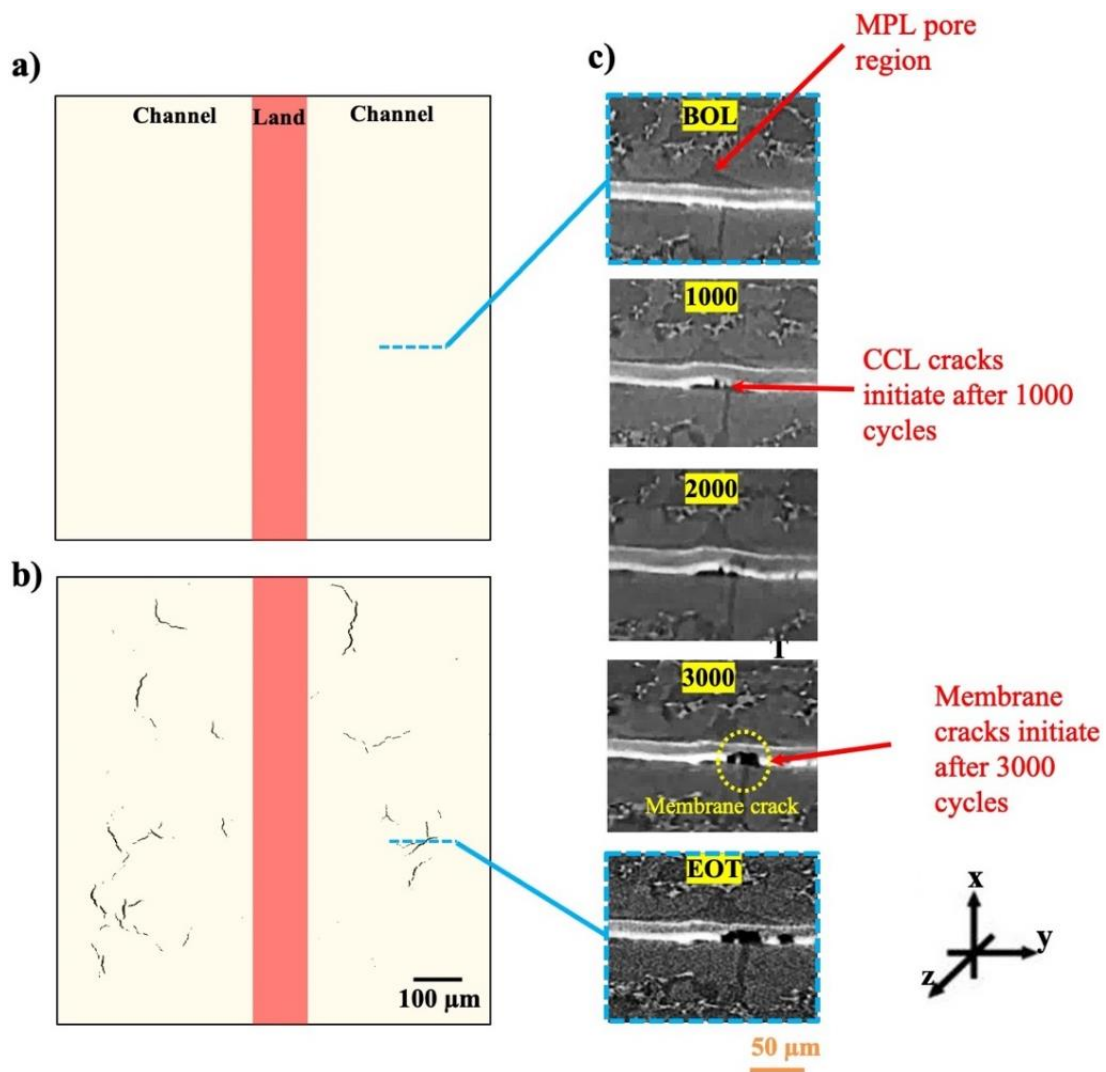 a)
Channel
Land
Channel
b)
100 μm
c)
MPL pore
region
BOL
1000
CCL cracks
initiate after 1000
cycles
2000
T
3000
Membrane crack
Membrane
cracks initiate
after 3000
cycles
EOT
x
y
z
50 μm